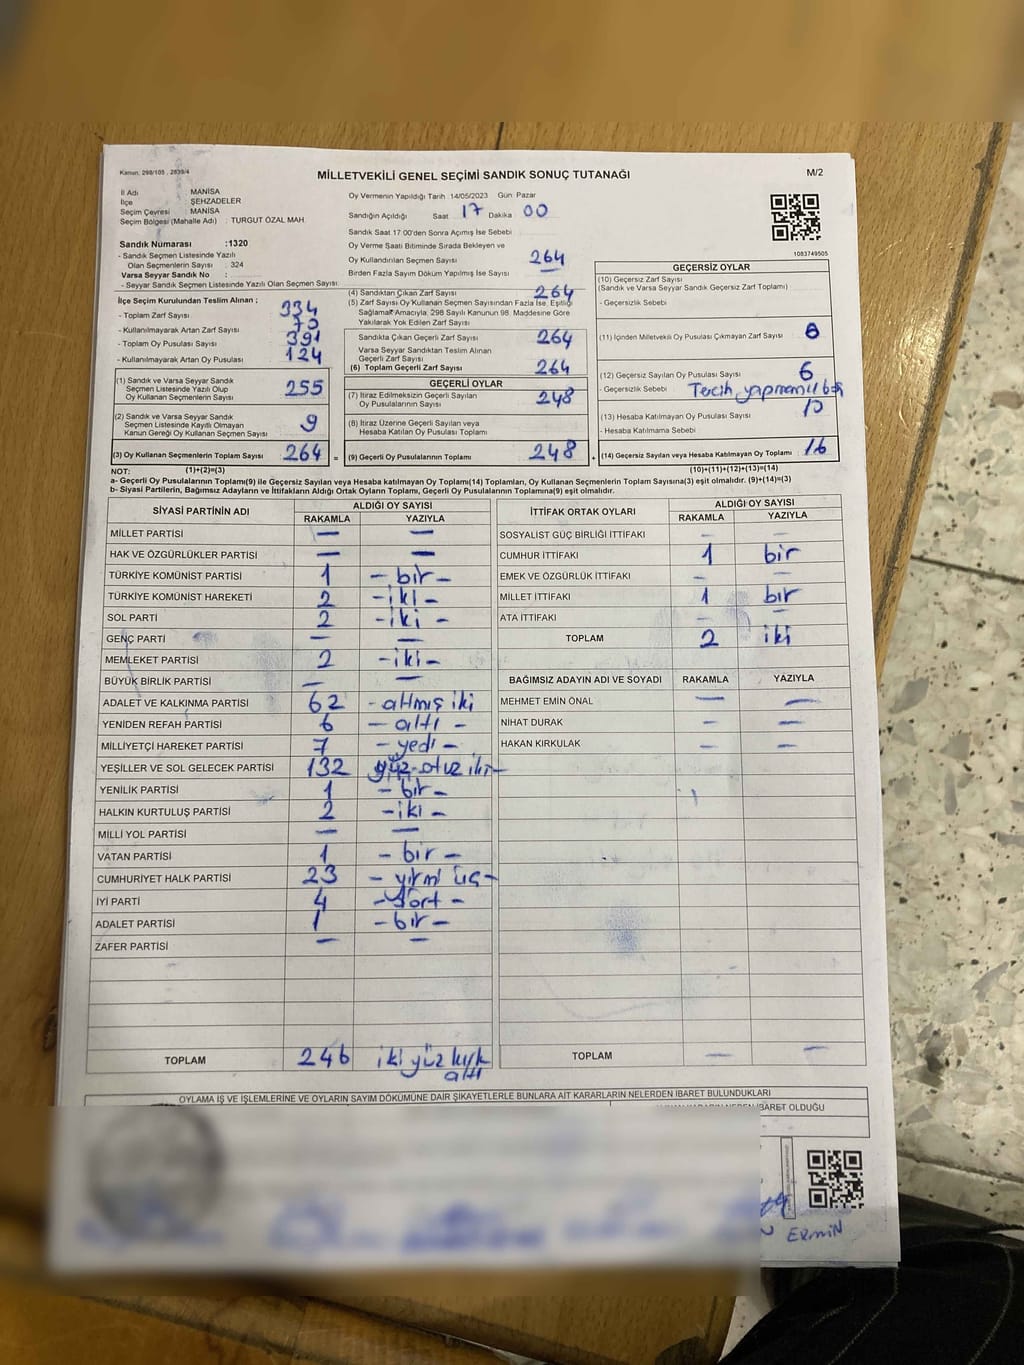 Kanun. 298/105 , 2839/4
MİLLETVEKİLİ GENEL SEÇİMİ SANDIK SONUÇ TUTANAĞI
M/2
İl Adı : MANİSA
İlçe : ŞEHZADELER
Seçim Çevresi : MANİSA
Seçim Bölgesi (Mahalle Adı) : TURGUT ÖZAL MAH.
Sandık Numarası :1320
- Sandık Seçmen Listesinde Yazılı
Olan Seçmenlerin Sayısı : 324
Varsa Seyyar Sandık No :
- Seyyar Sandık Seçmen Listesinde Yazılı Olan Seçmen Sayısı:
Oy Vermenin Yapıldığı Tarih 14/05/2023 Gün: Pazar
Sandığın Açıldığı Saat 17 Dakika 00
Sandık Saat 17 00'den Sonra Açımış İse Sebebi
Oy Verme Saati Bitiminde Sırada Bekleyen ve
Oy Kullandırılan Seçmen Sayısı 264
Birden Fazla Sayım Döküm Yapılmış İse Sayısı —
1083749505
İlçe Seçim Kurulundan Teslim Alınan ;
- Toplam Zarf Sayısı : 334
- Kullanılmayarak Artan Zarf Sayısı : 70
- Toplam Oy Pusulası Sayısı : 391
- Kullanılmayarak Artan Oy Pusulası : 124
(1) Sandık ve Varsa Seyyar Sandık
Seçmen Listesinde Yazılı Olup
Oy Kullanan Seçmenlerin Sayısı 255
(2) Sandık ve Varsa Seyyar Sandık
Seçmen Listesinde Kayıtlı Olmayan
Kanun Gereği Oy Kullanan Seçmen Sayısı 9
(3) Oy Kullanan Seçmenlerin Toplam Sayısı 264 =
(4) Sandıktan Çıkan Zarf Sayısı 264
(5) Zarf Sayısı Oy Kullanan Seçmen Sayısından Fazla İse, Eşitliği
Sağlamak Amacıyla, 298 Sayılı Kanunun 98. Maddesine Göre
Yakılarak Yok Edilen Zarf Sayısı
Sandıkta Çıkan Geçerli Zarf Sayısı 264
Varsa Seyyar Sandıktan Teslim Alınan
Geçerli Zarf Sayısı
(6) Toplam Geçerli Zarf Sayısı 264
GEÇERLİ OYLAR
(7) İtiraz Edilmeksizin Geçerli Sayılan
Oy Pusulalarının Sayısı 248
(8) İtiraz Üzerine Geçerli Sayılan veya
Hesaba Katılan Oy Pusulası Toplamı
(9) Geçerli Oy Pusulalarının Toplamı 248 +
GEÇERSİZ OYLAR
(10) Geçersiz Zarf Sayısı
(Sandık ve Varsa Seyyar Sandık Geçersiz Zarf Toplamı)
- Geçersizlik Sebebi
(11) İçinden Milletvekili Oy Pusulası Çıkmayan Zarf Sayısı
(12) Geçersiz Sayılan Oy Pusulası Sayısı 6
- Geçersizlik Sebebi Tercih
(13) Hesaba Katılmayan Oy Pusulası Sayısı 10
- Hesaba Katılmama Sebebi
(14) Geçersiz Sayılan veya Hesaba Katılmayan Oy Toplamı 16
NOT: (1)+(2)=(3) (10)+(11)+(12)+(13)=(14)
a- Geçerli Oy Pusulalarının Toplamı(9) ile Geçersiz Sayılan veya Hesaba Katılmayan Oy Toplamı(14) Toplamları, Oy Kullanan Seçmenlerin Toplam Sayısına(3) eşit olmalıdır. (9)+(14)=(3)
b- Siyasi Partilerin, Bağımsız Adayların ve İttifakların Aldığı Ortak Oyların Toplamı, Geçerli Oy Pusulalarının Toplamına(9) eşit olmalıdır.
SİYASİ PARTİNİN ADI ALDIĞI OY SAYISI
RAKAMLA YAZIYLA
MİLLET PARTİSİ — —
HAK VE ÖZGÜRLÜKLER PARTİSİ — —
TÜRKİYE KOMÜNİST PARTİSİ 1 - bir -
TÜRKİYE KOMÜNİST HAREKETİ 2 - iki -
SOL PARTİ 2 - iki -
GENÇ PARTİ — —
MEMLEKET PARTİSİ 2 - iki -
BÜYÜK BİRLİK PARTİSİ — —
ADALET VE KALKINMA PARTİSİ 62 - altmış iki
YENİDEN REFAH PARTİSİ 6 - altı -
MİLLİYETÇİ HAREKET PARTİSİ 7 - yedi -
YEŞİLLER VE SOL GELECEK PARTİSİ 132 yüz otuz iki -
YENİLİK PARTİSİ 1 - bir -
HALKIN KURTULUŞ PARTİSİ 2 - iki -
MİLLİ YOL PARTİSİ — —
VATAN PARTİSİ 1 - bir -
CUMHURİYET HALK PARTİSİ 23 - yirmi üç -
İYİ PARTİ 4 - dört -
ADALET PARTİSİ 1 - bir -
ZAFER PARTİSİ — —
TOPLAM 246 iki yüz kırk
altı
İTTİFAK ORTAK OYLARI ALDIĞI OY SAYISI
RAKAMLA YAZIYLA
SOSYALİST GÜÇ BİRLİĞİ İTTİFAKI — —
CUMHUR İTTİFAKI 1 bir
EMEK VE ÖZGÜRLÜK İTTİFAKI — —
MİLLET İTTİFAKI 1 bir
ATA İTTİFAKI — —
TOPLAM 2 iki
BAĞIMSIZ ADAYIN ADI VE SOYADI RAKAMLA YAZIYLA
MEHMET EMİN ÖNAL — —
NİHAT DURAK — —
HAKAN KIRKULAK — —
TOPLAM — —
OYLAMA İŞ VE İŞLEMLERİNE VE OYLARIN SAYIM DÖKÜMÜNE DAİR ŞİKAYETLERLE BUNLARA AİT KARARLARIN NELERDEN İBARET BULUNDUKLARI
İBARET OLDUĞU